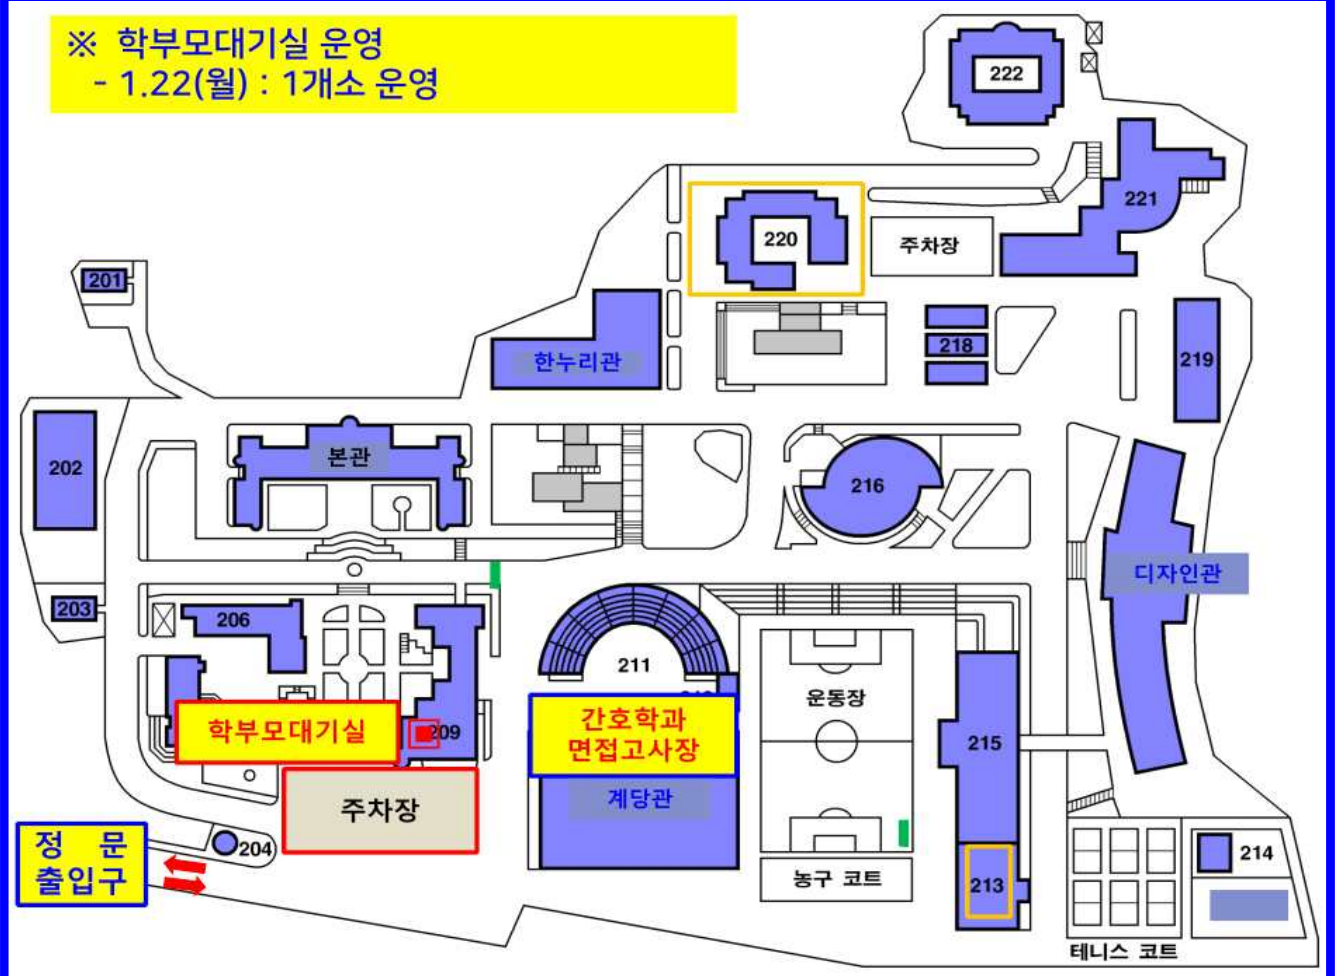 ※ 학부모대기실 운영
- 1.22(월) : 1개소 운영
222
221
220
주차장
201
한누리관
218
219
202
본관
216
디자인관
203
206
211
운동장
학부모대기실
209
간호학과
면접고사장
215
계당관
주차장
정 문
출입구
204
농구 코트
213
214
테니스 코트